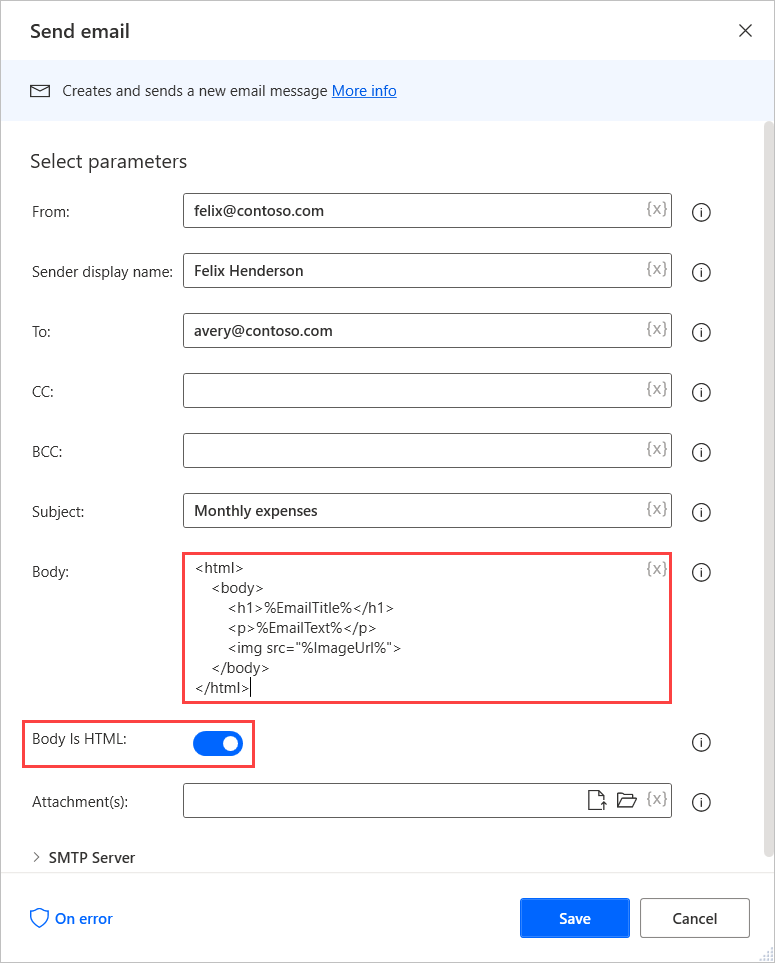 Send email
Creates and sends a new email message More info
Select parameters
From: felix@contoso.com {x}
Sender display name: Felix Henderson {x}
To: avery@contoso.com {x}
CC: {x}
BCC: {x}
Subject: Monthly expenses {x}
Body: <html> {x}
<body>
<h1>%EmailTitle%</h1>
<p>%EmailText%</p>
<img src="%ImageUrl%">
</body>
</html>
Body Is HTML:
Attachment(s): {x}
SMTP Server
On error Save Cancel